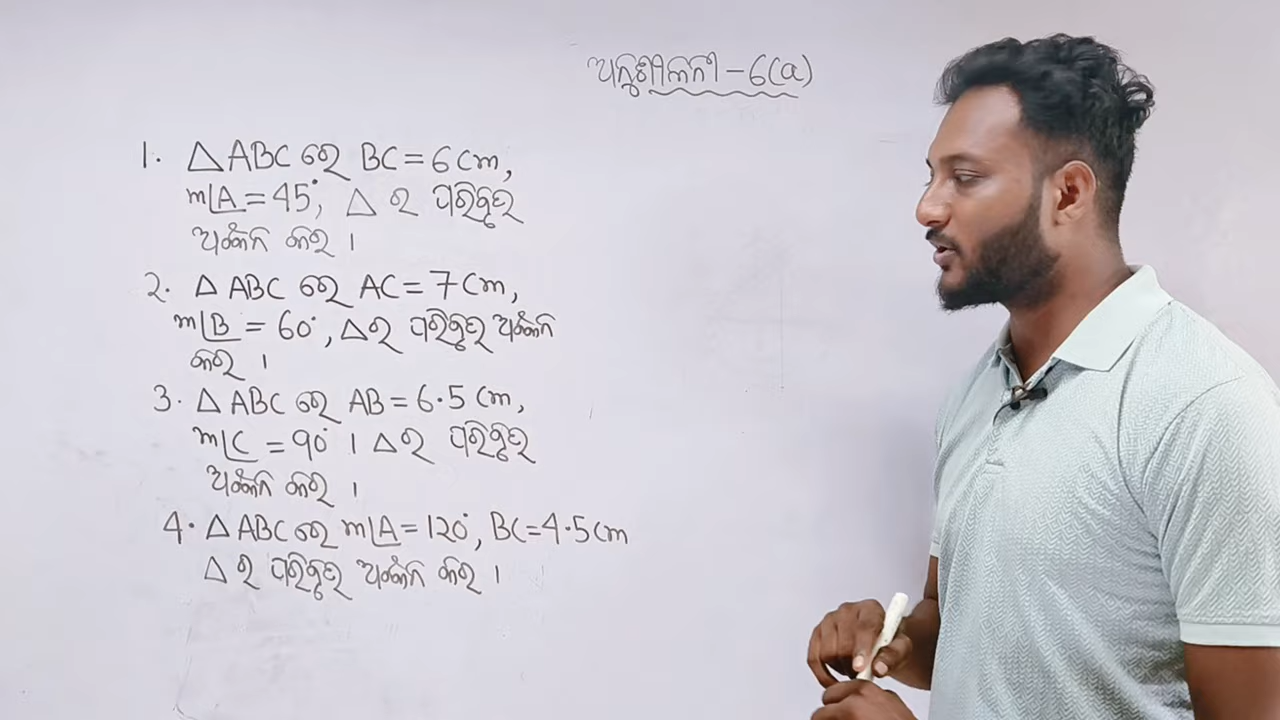 ଅନୁଶୀଳନୀ – 6(a)
1. △ ABC ରେ BC = 6 cm,
m∠A = 45°, △ ର ପରିବୃତ୍ତ
ଅଙ୍କନ କର ।
2. △ ABC ରେ AC = 7 cm,
m∠B = 60°, △ ର ପରିବୃତ୍ତ ଅଙ୍କନ
କର ।
3. △ ABC ରେ AB = 6.5 cm,
m∠C = 90° । △ ର ପରିବୃତ୍ତ
ଅଙ୍କନ କର ।
4. △ ABC ରେ m∠A = 120°, BC = 4.5 cm
△ ର ପରିବୃତ୍ତ ଅଙ୍କନ କର ।